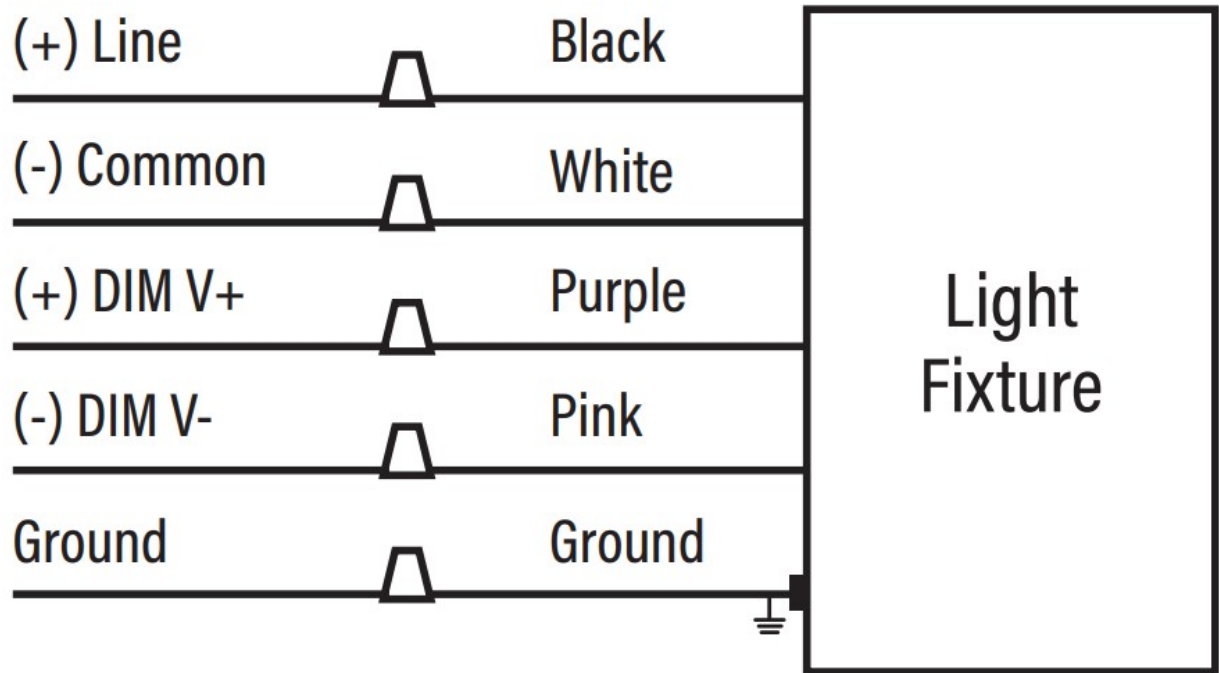 (+) Line Black
(-) Common White
(+) DIM V+ Purple
(-) DIM V- Pink
Ground Ground
Light
Fixture